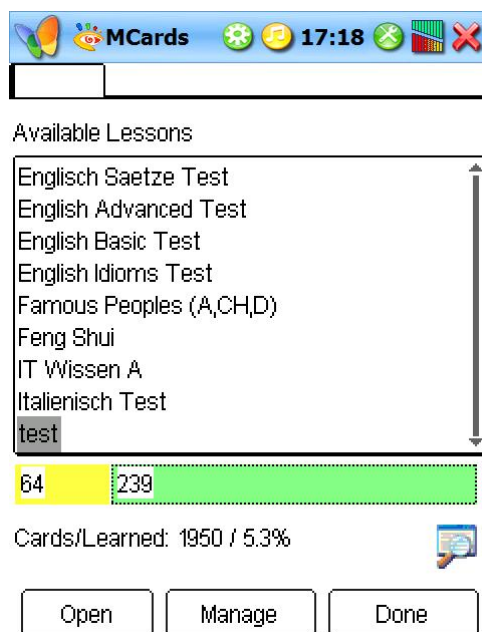 MCards 17:18
Available Lessons
Englisch Saetze Test
English Advanced Test
English Basic Test
English Idioms Test
Famous Peoples (A,CH,D)
Feng Shui
IT Wissen A
Italienisch Test
test
64 239
Cards/Learned: 1950 / 5.3%
Open Manage Done